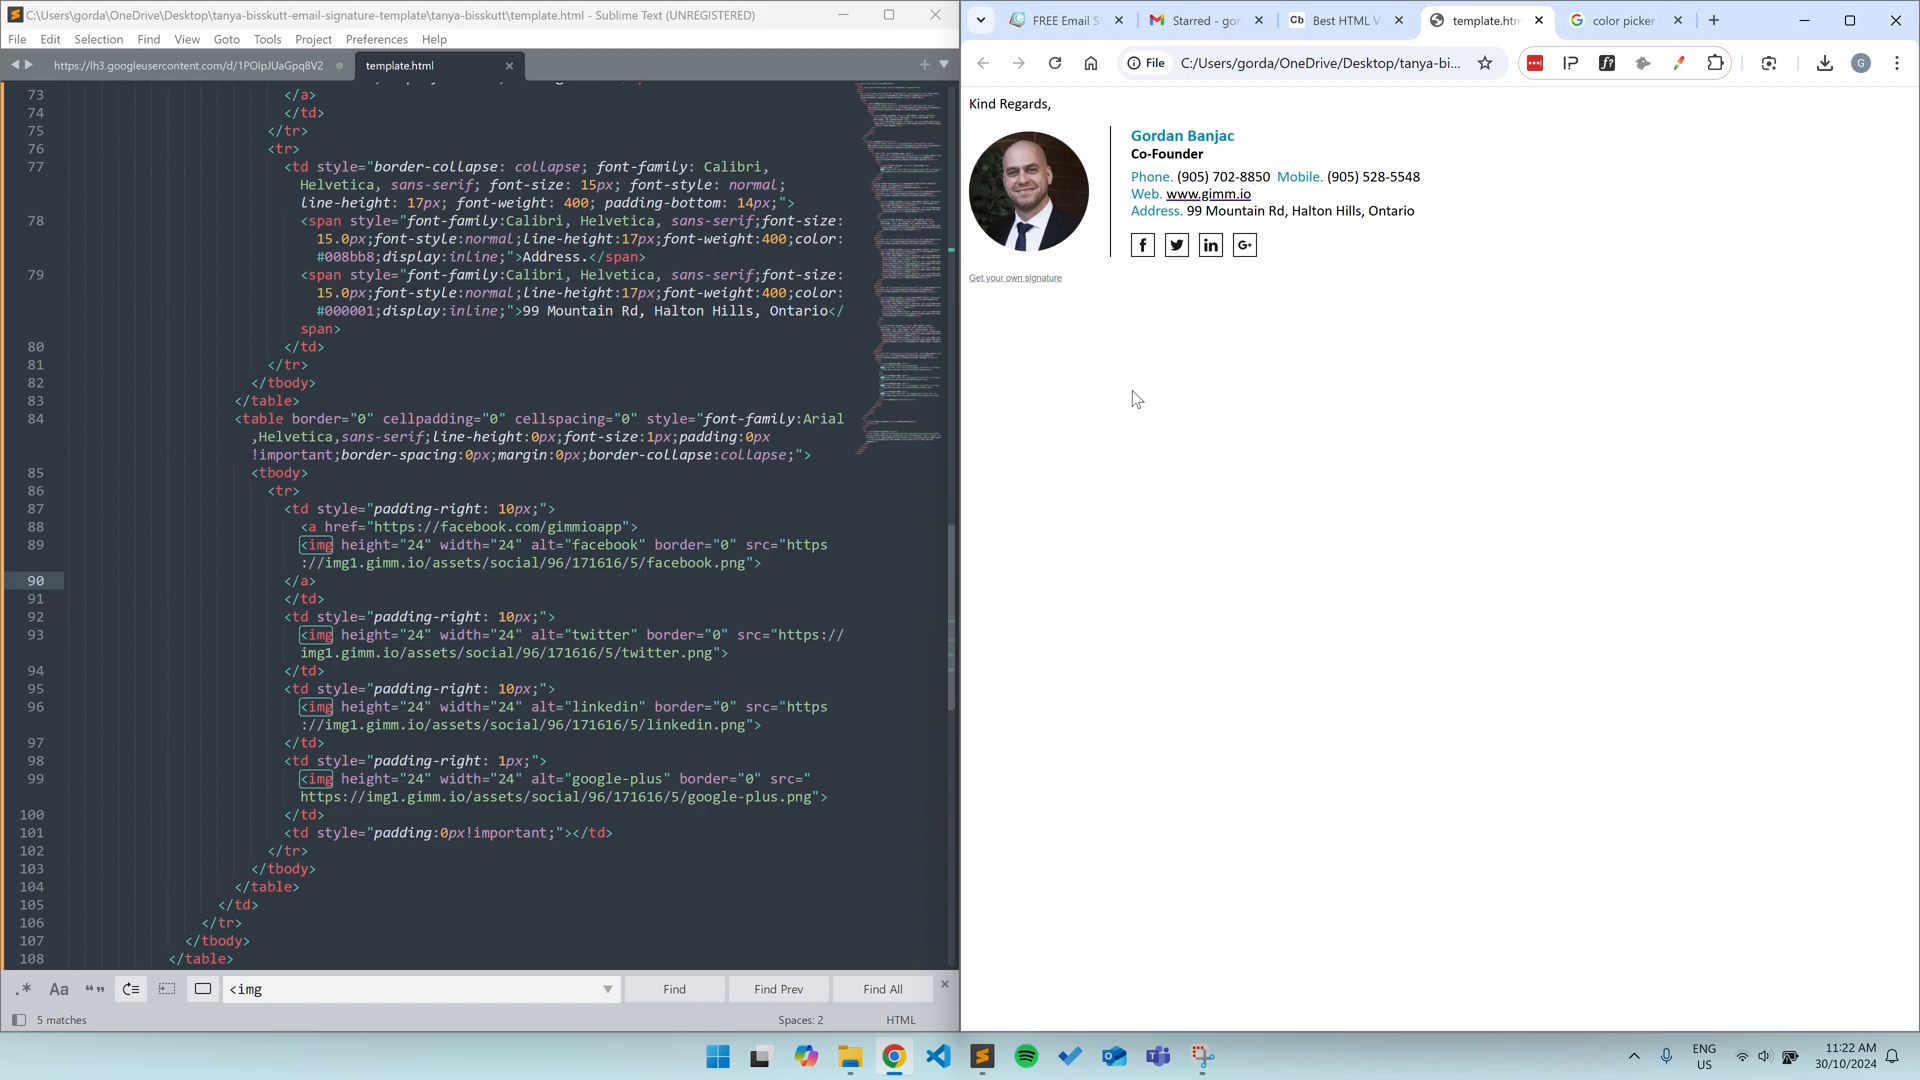 C:\Users\gorda\OneDrive\Desktop\tanya-bisskutt-email-signature-template\tanya-bisskutt\template.html - Sublime Text (UNREGISTERED)
File Edit Selection Find View Goto Tools Project Preferences Help
https://lh3.googleusercontent.com/d/1POlpJUaGpq8V2
template.html
73 </a>
74 </td>
75 </tr>
76 <tr>
77 <td style="border-collapse: collapse; font-family: Calibri,
Helvetica, sans-serif; font-size: 15px; font-style: normal;
line-height: 17px; font-weight: 400; padding-bottom: 14px;">
78 <span style="font-family:Calibri, Helvetica, sans-serif;font-size:
15.0px;font-style:normal;line-height:17px;font-weight:400;color:
#008bb8;display:inline;">Address.</span>
79 <span style="font-family:Calibri, Helvetica, sans-serif;font-size:
15.0px;font-style:normal;line-height:17px;font-weight:400;color:
#000001;display:inline;">99 Mountain Rd, Halton Hills, Ontario</
span>
80 </td>
81 </tr>
82 </tbody>
83 </table>
84 <table border="0" cellpadding="0" cellspacing="0" style="font-family:Arial
,Helvetica,sans-serif;line-height:0px;font-size:1px;padding:0px
!important;border-spacing:0px;margin:0px;border-collapse:collapse;">
85 <tbody>
86 <tr>
87 <td style="padding-right: 10px;">
88 <a href="https://facebook.com/gimmioapp">
89 <img height="24" width="24" alt="facebook" border="0" src="https
://img1.gimm.io/assets/social/96/171616/5/facebook.png">
90 </a>
91 </td>
92 <td style="padding-right: 10px;">
93 <img height="24" width="24" alt="twitter" border="0" src="https://
img1.gimm.io/assets/social/96/171616/5/twitter.png">
94 </td>
95 <td style="padding-right: 10px;">
96 <img height="24" width="24" alt="linkedin" border="0" src="https
://img1.gimm.io/assets/social/96/171616/5/linkedin.png">
97 </td>
98 <td style="padding-right: 1px;">
99 <img height="24" width="24" alt="google-plus" border="0" src="
https://img1.gimm.io/assets/social/96/171616/5/google-plus.png">
100 </td>
101 <td style="padding:0px!important;"></td>
102 </tr>
103 </tbody>
104 </table>
105 </td>
106 </tr>
107 </tbody>
108 </table>
<img
Find
Find Prev
Find All
5 matches
Spaces: 2
HTML
FREE Email S
Starred - gor
Best HTML V
template.htm
color picker
File C:/Users/gorda/OneDrive/Desktop/tanya-bi...
Kind Regards,
Gordan Banjac
Co-Founder
Phone. (905) 702-8850 Mobile. (905) 528-5548
Web. www.gimm.io
Address. 99 Mountain Rd, Halton Hills, Ontario
f in G+
Get your own signature
ENG
US
11:22 AM
30/10/2024